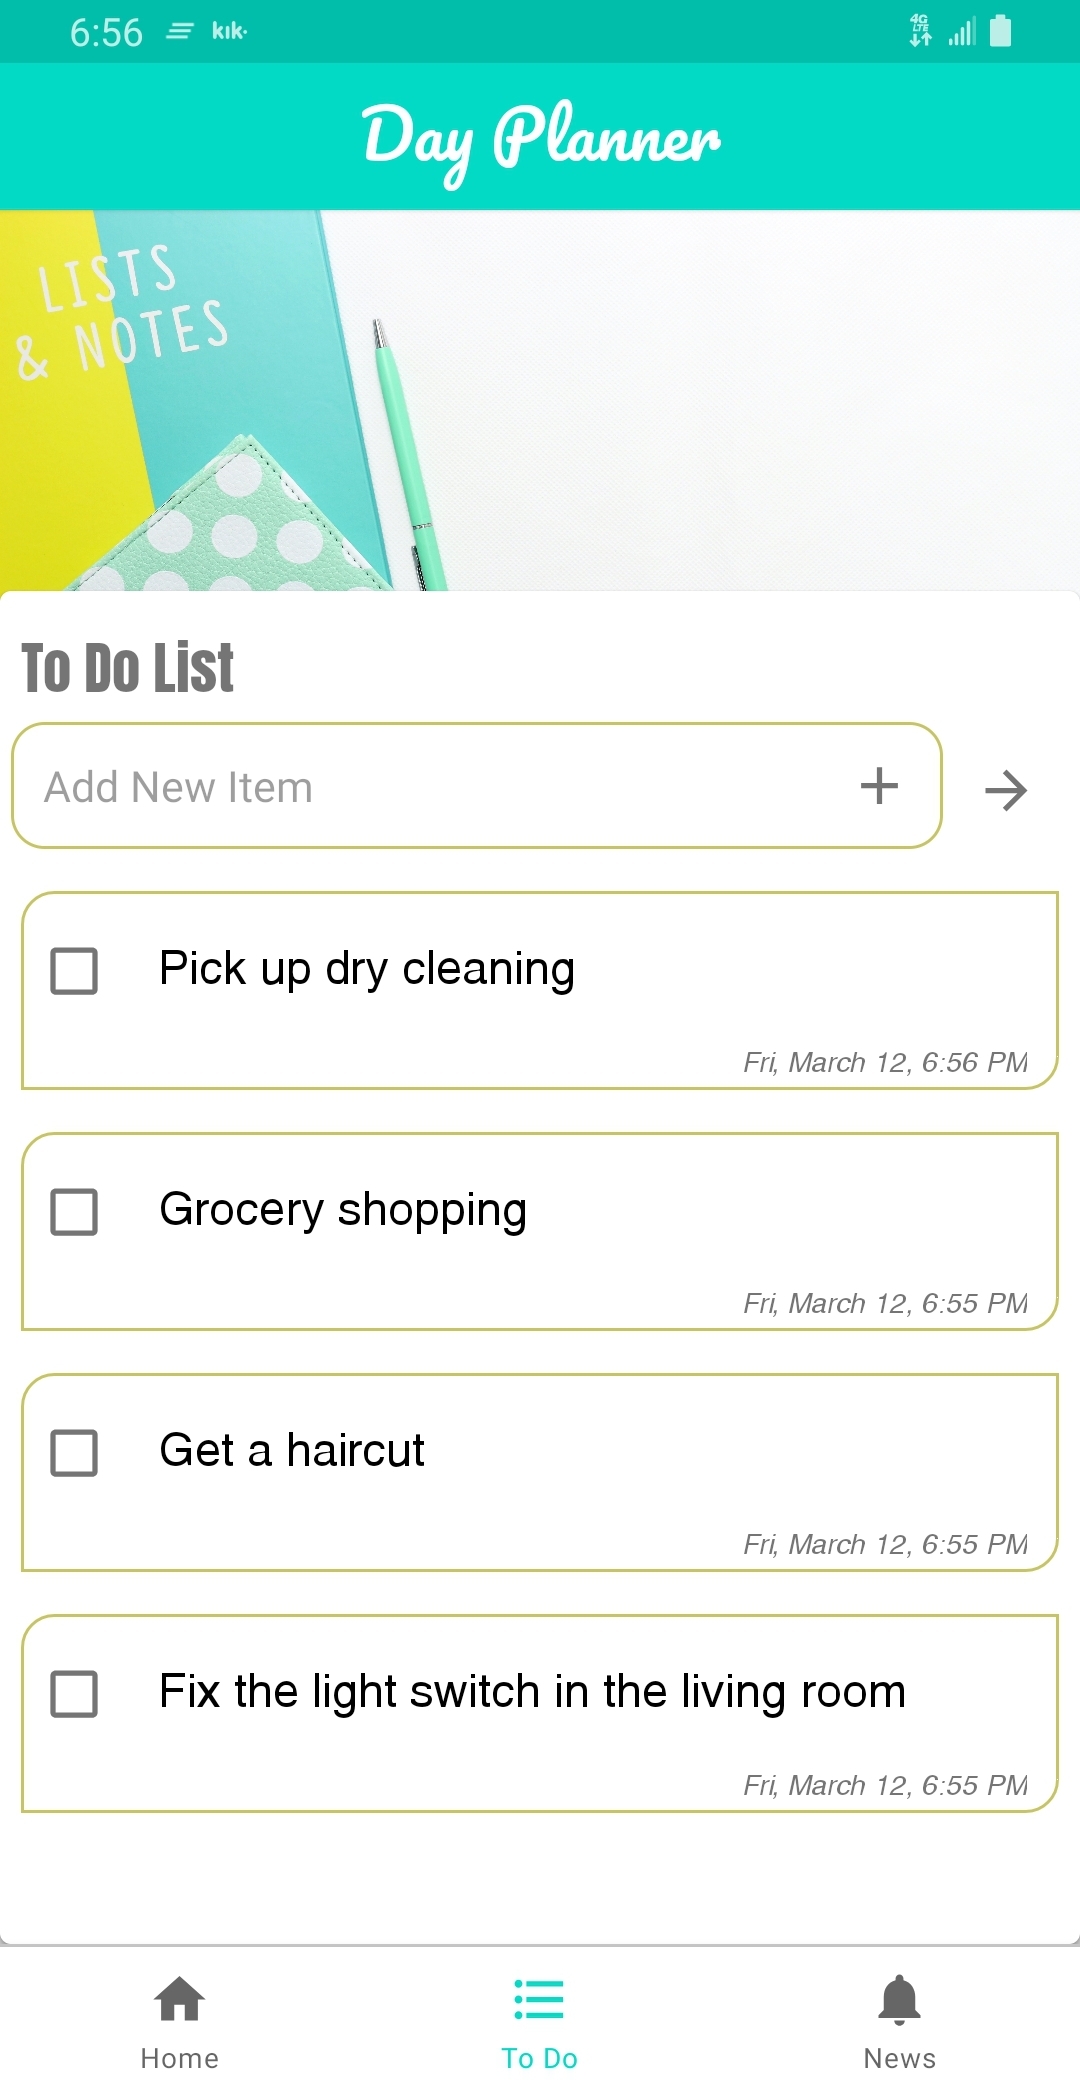 6:56 kik·
4G LTE
Day Planner
LISTS
& NOTES
To Do List
Add New Item
Pick up dry cleaning
Fri, March 12, 6:56 PM
Grocery shopping
Fri, March 12, 6:55 PM
Get a haircut
Fri, March 12, 6:55 PM
Fix the light switch in the living room
Fri, March 12, 6:55 PM
Home To Do News